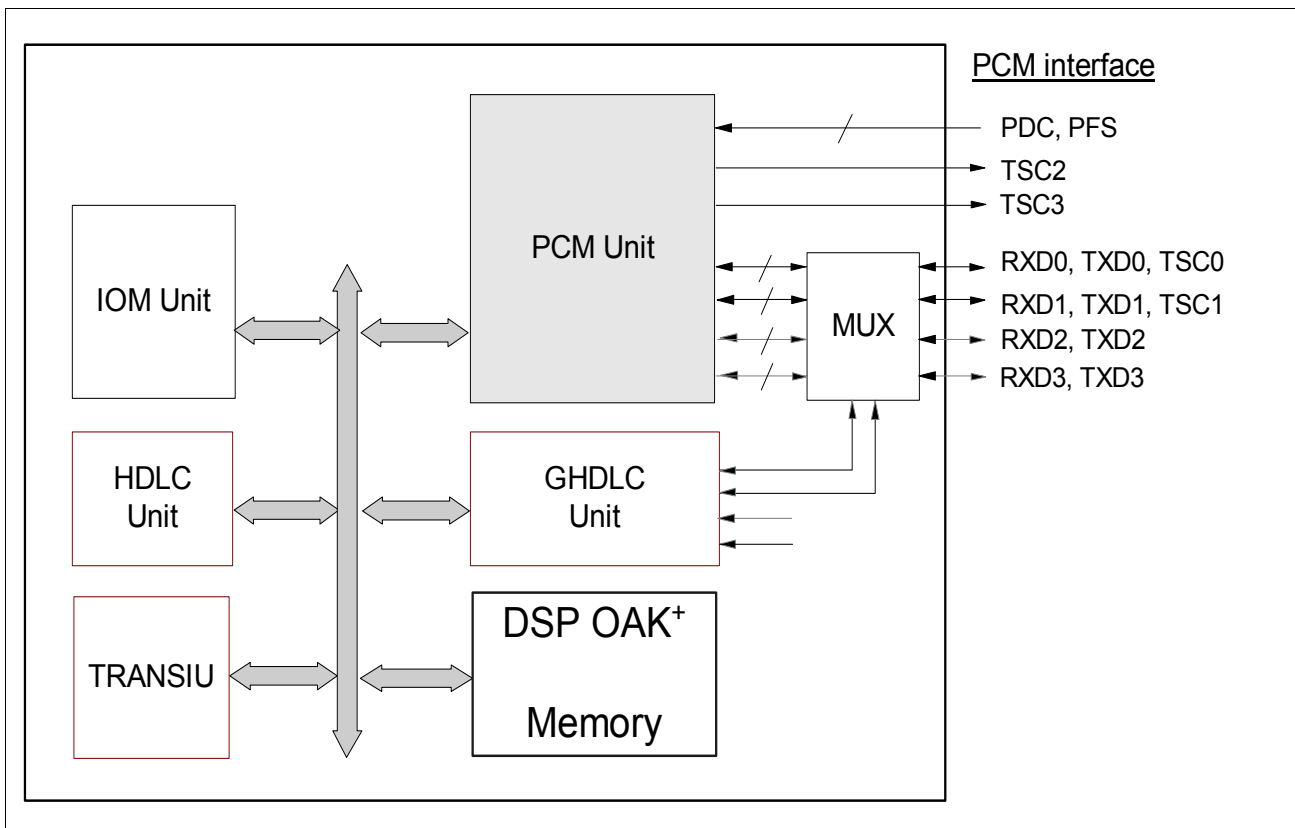 PCM interface
PDC, PFS
TSC2
TSC3
PCM Unit
IOM Unit
RXD0, TXD0, TSC0
RXD1, TXD1, TSC1
MUX
RXD2, TXD2
RXD3, TXD3
HDLC
Unit
GHDLC
Unit
DSP OAK⁺
TRANSIU
Memory